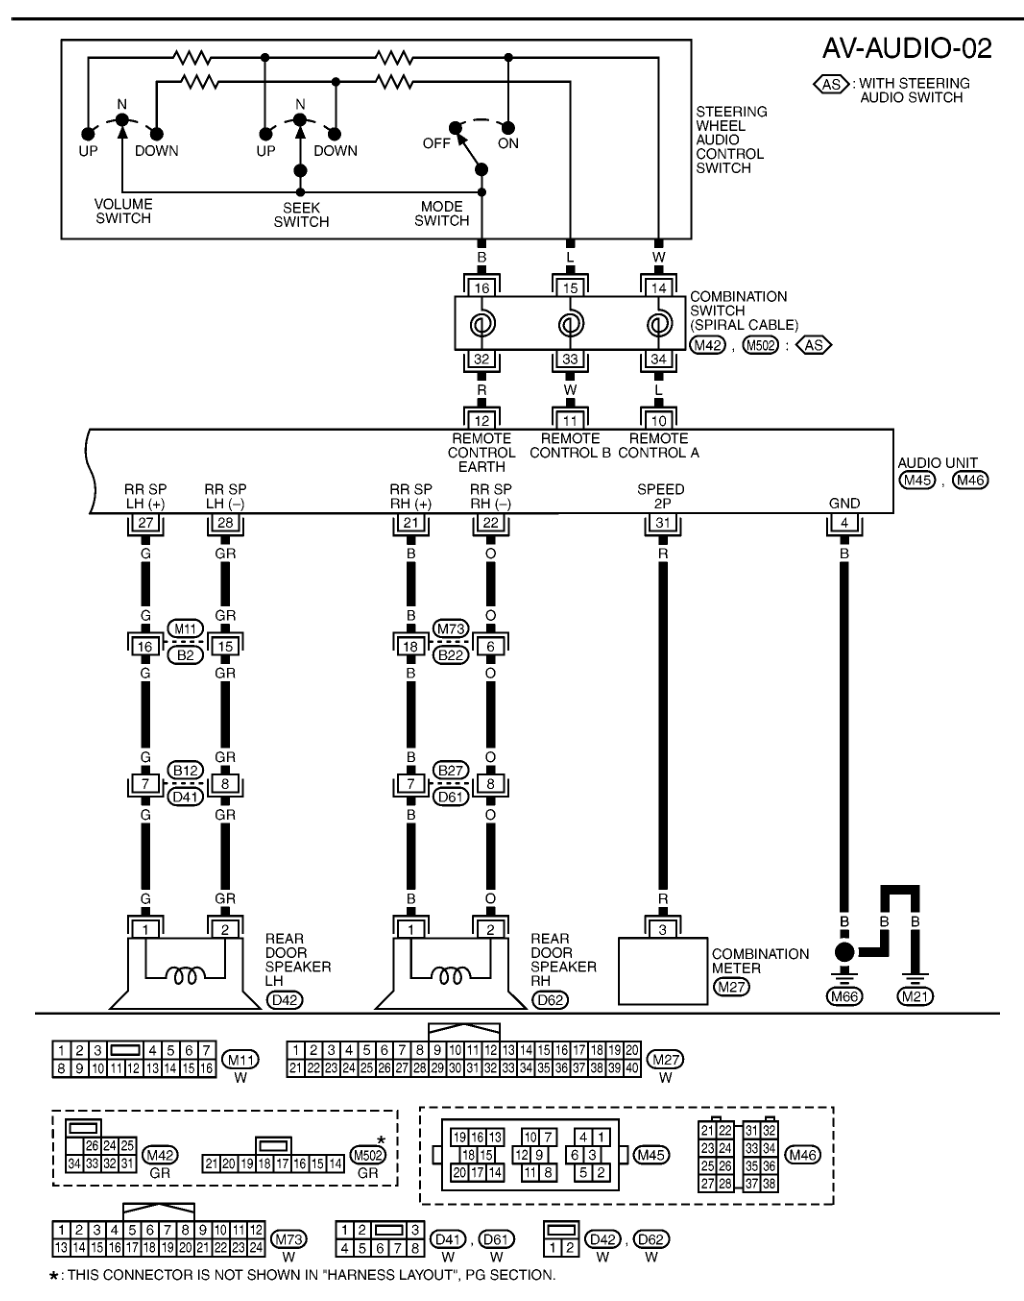 AV-AUDIO-02
AS : WITH STEERING
AUDIO SWITCH
N
UP
DOWN
VOLUME
SWITCH
N
UP
DOWN
SEEK
SWITCH
OFF
ON
MODE
SWITCH
STEERING
WHEEL
AUDIO
CONTROL
SWITCH
B L W
16 15 14
COMBINATION
SWITCH
(SPIRAL CABLE)
M42 , M502 : AS
32 33 34
R W L
12 11 10
REMOTE
CONTROL
EARTH
REMOTE
CONTROL B
REMOTE
CONTROL A
AUDIO UNIT
M45 , M46
RR SP
LH (+)
RR SP
LH (–)
RR SP
RH (+)
RR SP
RH (–)
SPEED
2P
GND
27 28 21 22 31 4
G GR B O R B
G GR B O
M11 M73
16 15 18 6
B2 B22
G GR B O
G GR B O
B12 B27
7 8 7 8
D41 D61
G GR B O
G GR B O R
B B B
1 2 1 2 3
REAR
DOOR
SPEAKER
LH
D42
REAR
DOOR
SPEAKER
RH
D62
COMBINATION
METER
M27
M66 M21
1 2 3 4 5 6 7
8 9 10 11 12 13 14 15 16
M11
W
1 2 3 4 5 6 7 8 9 10 11 12 13 14 15 16 17 18 19 20
21 22 23 24 25 26 27 28 29 30 31 32 33 34 35 36 37 38 39 40
M27
W
26 24 25
34 33 32 31
M42
GR
*
21 20 19 18 17 16 15 14
M502
GR
19 16 13 10 7 4 1
18 15 12 9 6 3
20 17 14 11 8 5 2
M45
21 22 31 32
23 24 33 34
25 26 35 36
27 28 37 38
M46
1 2 3 4 5 6 7 8 9 10 11 12
13 14 15 16 17 18 19 20 21 22 23 24
M73
W
1 2 3
4 5 6 7 8
D41 , D61
W W
1 2
D42 , D62
W W
* : THIS CONNECTOR IS NOT SHOWN IN "HARNESS LAYOUT", PG SECTION.